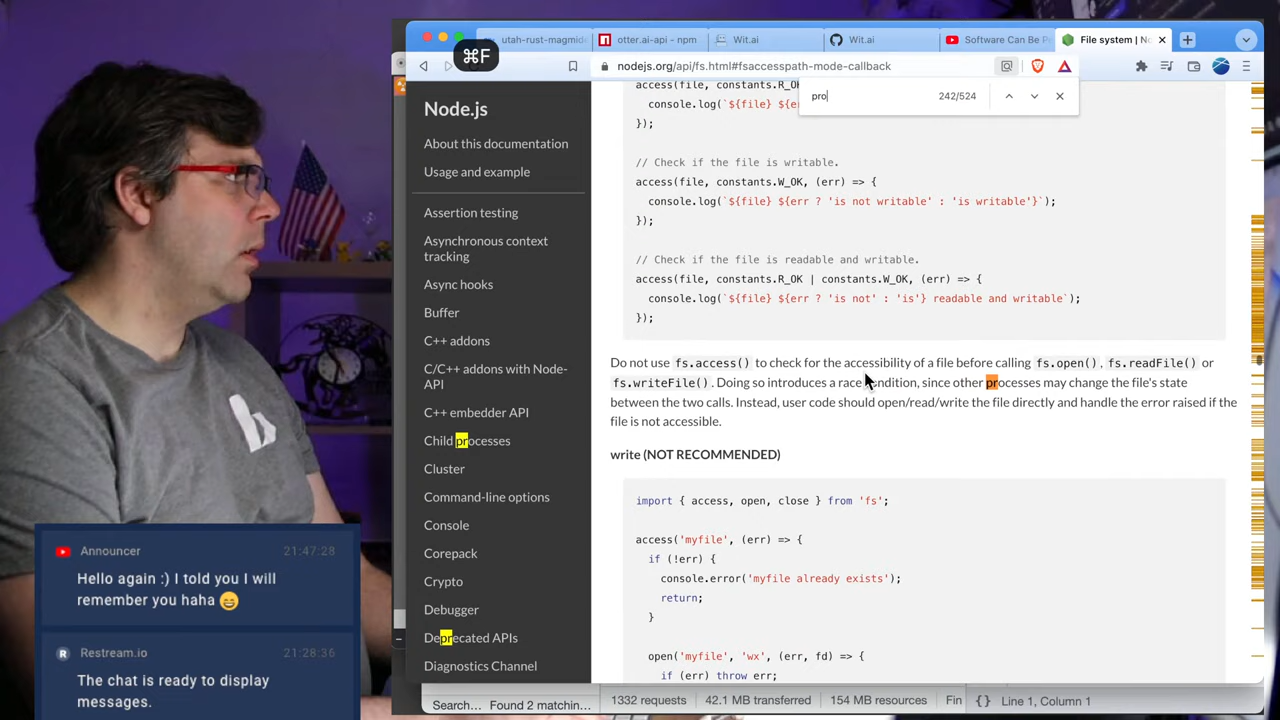 ⌘F
utah-rust-magmide
otter.ai-api - npm
Wit.ai
Wit.ai
Software Can Be P
File system | No
nodejs.org/api/fs.html#fsaccesspath-mode-callback
pro
242/524
Node.js
About this documentation
Usage and example
Assertion testing
Asynchronous context
tracking
Async hooks
Buffer
C++ addons
C/C++ addons with Node-
API
C++ embedder API
Child processes
Cluster
Command-line options
Console
Corepack
Crypto
Debugger
Deprecated APIs
Diagnostics Channel
access(file, constants.R_OK
console.log(`${file} ${e
});
// Check if the file is writable.
access(file, constants.W_OK, (err) => {
console.log(`${file} ${err ? 'is not writable' : 'is writable'}`);
});
// Check if the file is readable and writable.
access(file, constants.R_OK constants.W_OK, (err) => {
console.log(`${file} ${err ? 'is not' : 'is'} readable and writable`);
});
Do not use fs.access() to check for the accessibility of a file before calling fs.open(), fs.readFile() or
fs.writeFile(). Doing so introduces a race condition, since other processes may change the file's state
between the two calls. Instead, user code should open/read/write the file directly and handle the error raised if the
file is not accessible.
write (NOT RECOMMENDED)
import { access, open, close } from 'fs';
access('myfile', (err) => {
if (!err) {
console.error('myfile already exists');
return;
}
open('myfile', 'wx', (err, fd) => {
if (err) throw err;
Search... Found 2 matchin...
1332 requests
42.1 MB transferred
154 MB resources
Fin
{} Line 1, Column 1
Announcer
21:47:28
Hello again :) I told you I will
remember you haha 😄
Restream.io
21:28:36
The chat is ready to display
messages.